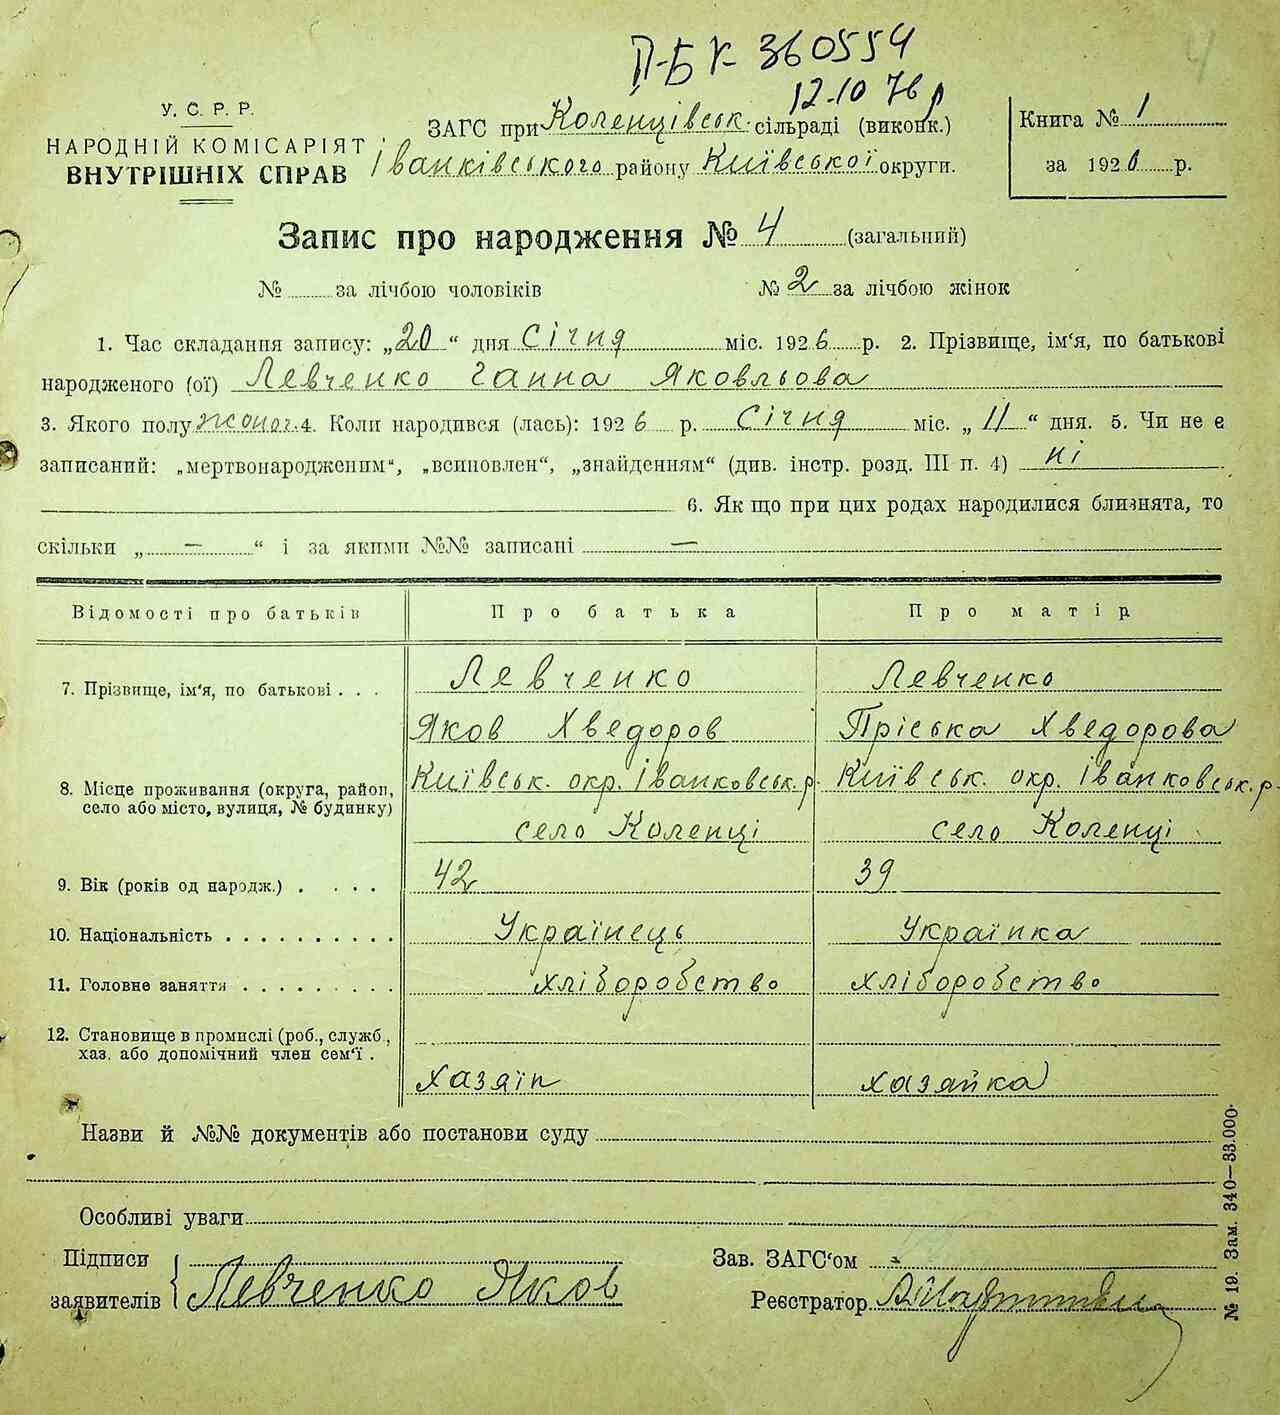 ІІ-БК-360554
12.10 76 р
4
У. С. Р. Р.
НАРОДНІЙ КОМІСАРІЯТ
ВНУТРІШНІХ СПРАВ
ЗАГС при Коленцівськ. сільраді (виконк.)
Іванківського району Київської округи.
Книга № 1
за 1926 р.
Запис про народження № 4 (загальний)
№ за лічбою чоловіків № 2 за лічбою жінок
1. Час складання запису: „20“ дня Січня міс. 1926 р. 2. Прізвище, ім‘я, по батькові
народженого (ої) Левченко Ганна Яковльова
3. Якого полу жоноч. 4. Коли народився (лась): 1926 р. Січня міс. „11“ дня. 5. Чи не є
записаний: „мертвонародженим“, „всиновлен“, „знайденням“ (див. інстр. розд. III п. 4) ні
6. Як що при цих родах народилися близнята, то
скільки „ — “ і за якими №№ записані —
Відомості про батьків Про батька Про матір
7. Прізвище, ім‘я, по батькові . . . Левченко Левченко
Яков Хведоров Пріська Хведорова
8. Місце проживання (округа, район, Київськ. окр. Іванковськ. р. Київськ. окр. Іванковськ. р.
село або місто, вулиця, № будинку) село Коленці село Коленці
9. Вік (років од народж.) . . . . 42 39
10. Національність . . . . . . . . . . Українець Українка
11. Головне заняття . . . . . . . . . хліборобство хліборобство
12. Становище в промислі (роб., служб.,
хаз. або допомічний член сем‘ї . хазяїн хазяйка
Назви й №№ документів або постанови суду
Особливі уваги
Підписи
заявителів Левченко Яков
Зав. ЗАГС‘ом
Реєстратор
№ 19. Зам. 340—33.000.